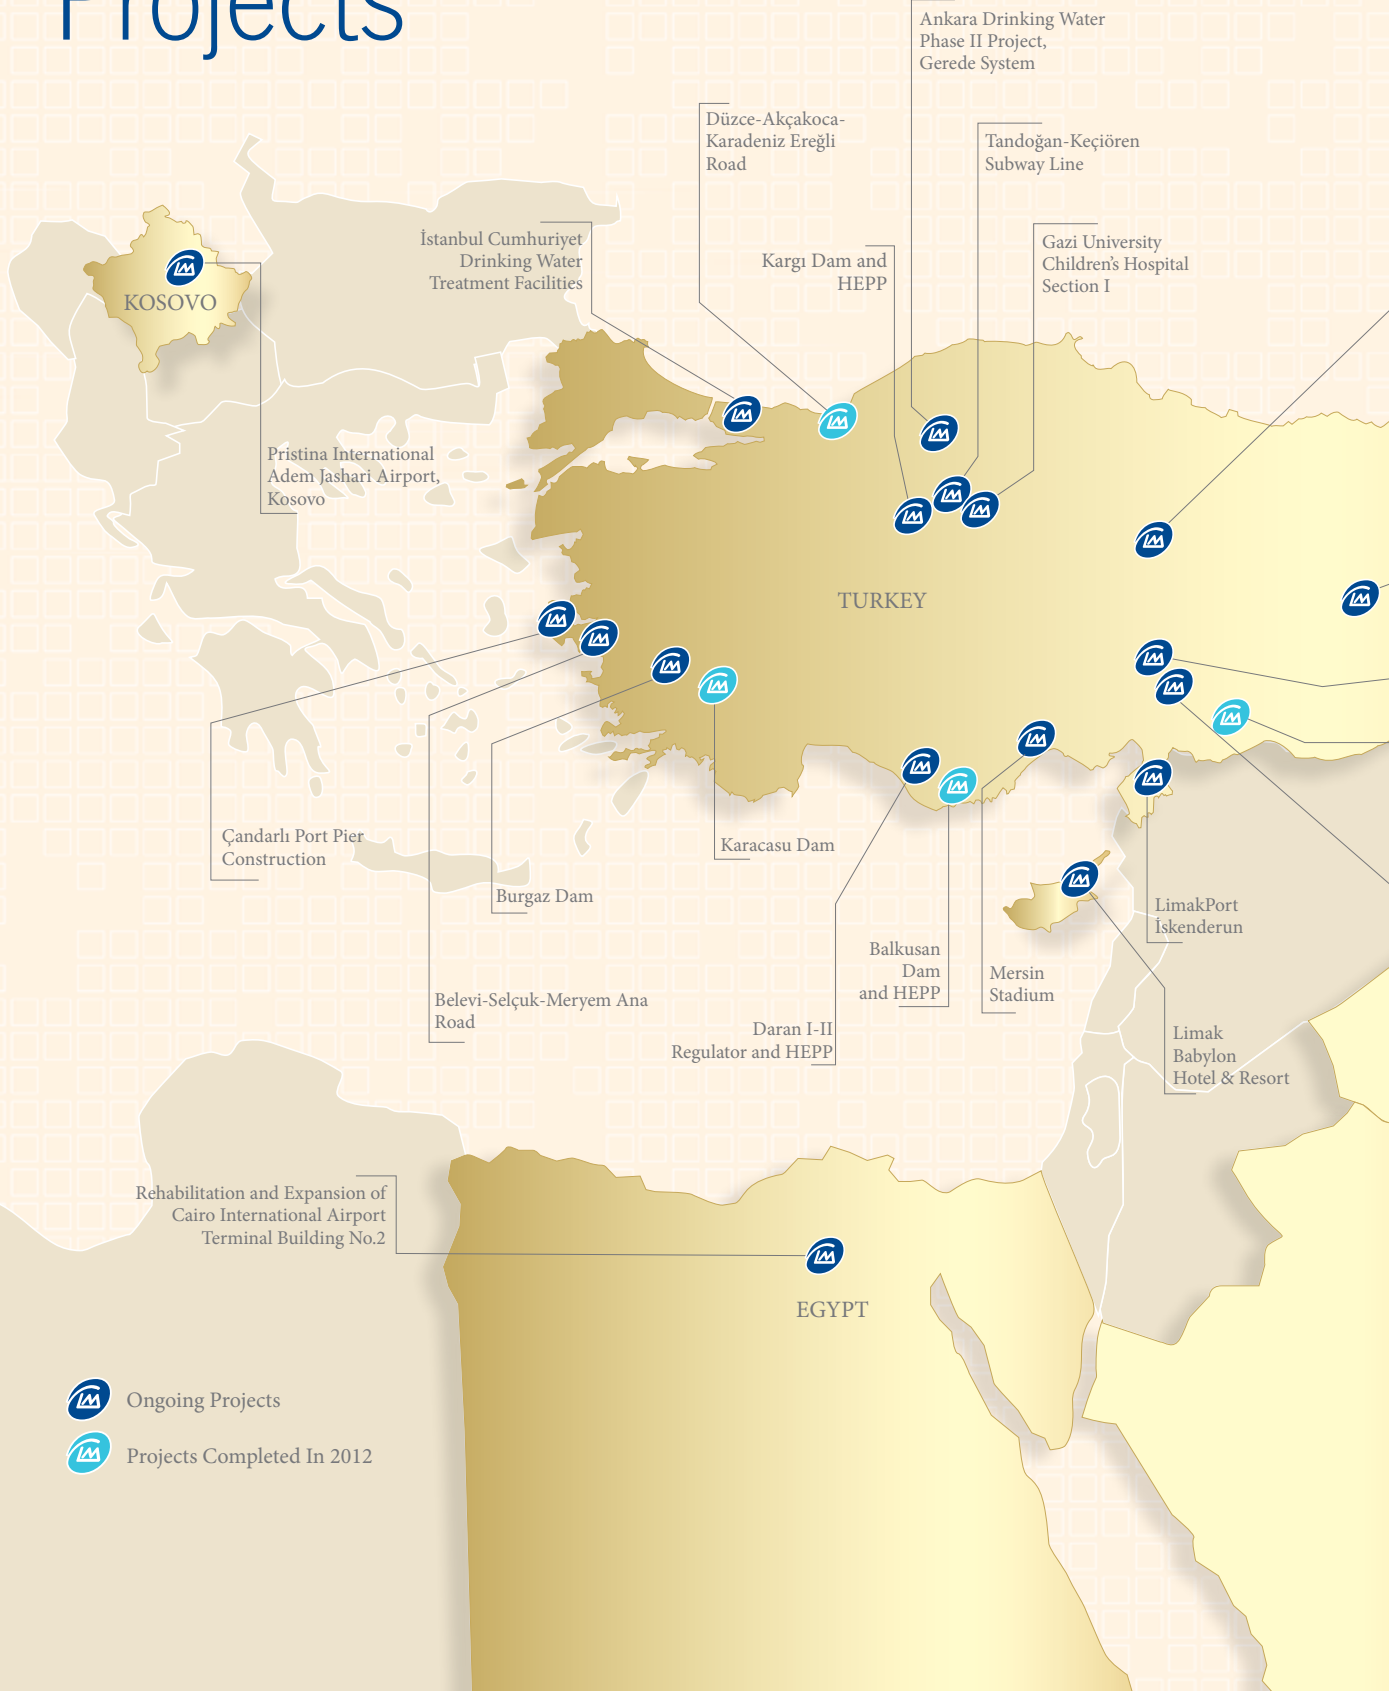 Projects
Ankara Drinking Water
Phase II Project,
Gerede System
Düzce-Akçakoca-
Karadeniz Ereğli
Road
Tandoğan-Keçiören
Subway Line
İstanbul Cumhuriyet
Drinking Water
Treatment Facilities
Kargı Dam and
HEPP
Gazi University
Children's Hospital
Section I
KOSOVO
Pristina International
Adem Jashari Airport,
Kosovo
TURKEY
Çandarlı Port Pier
Construction
Karacasu Dam
Burgaz Dam
LimakPort
İskenderun
Balkusan
Dam
and HEPP
Mersin
Stadium
Belevi-Selçuk-Meryem Ana
Road
Daran I-II
Regulator and HEPP
Limak
Babylon
Hotel & Resort
Rehabilitation and Expansion of
Cairo International Airport
Terminal Building No.2
EGYPT
Ongoing Projects
Projects Completed In 2012